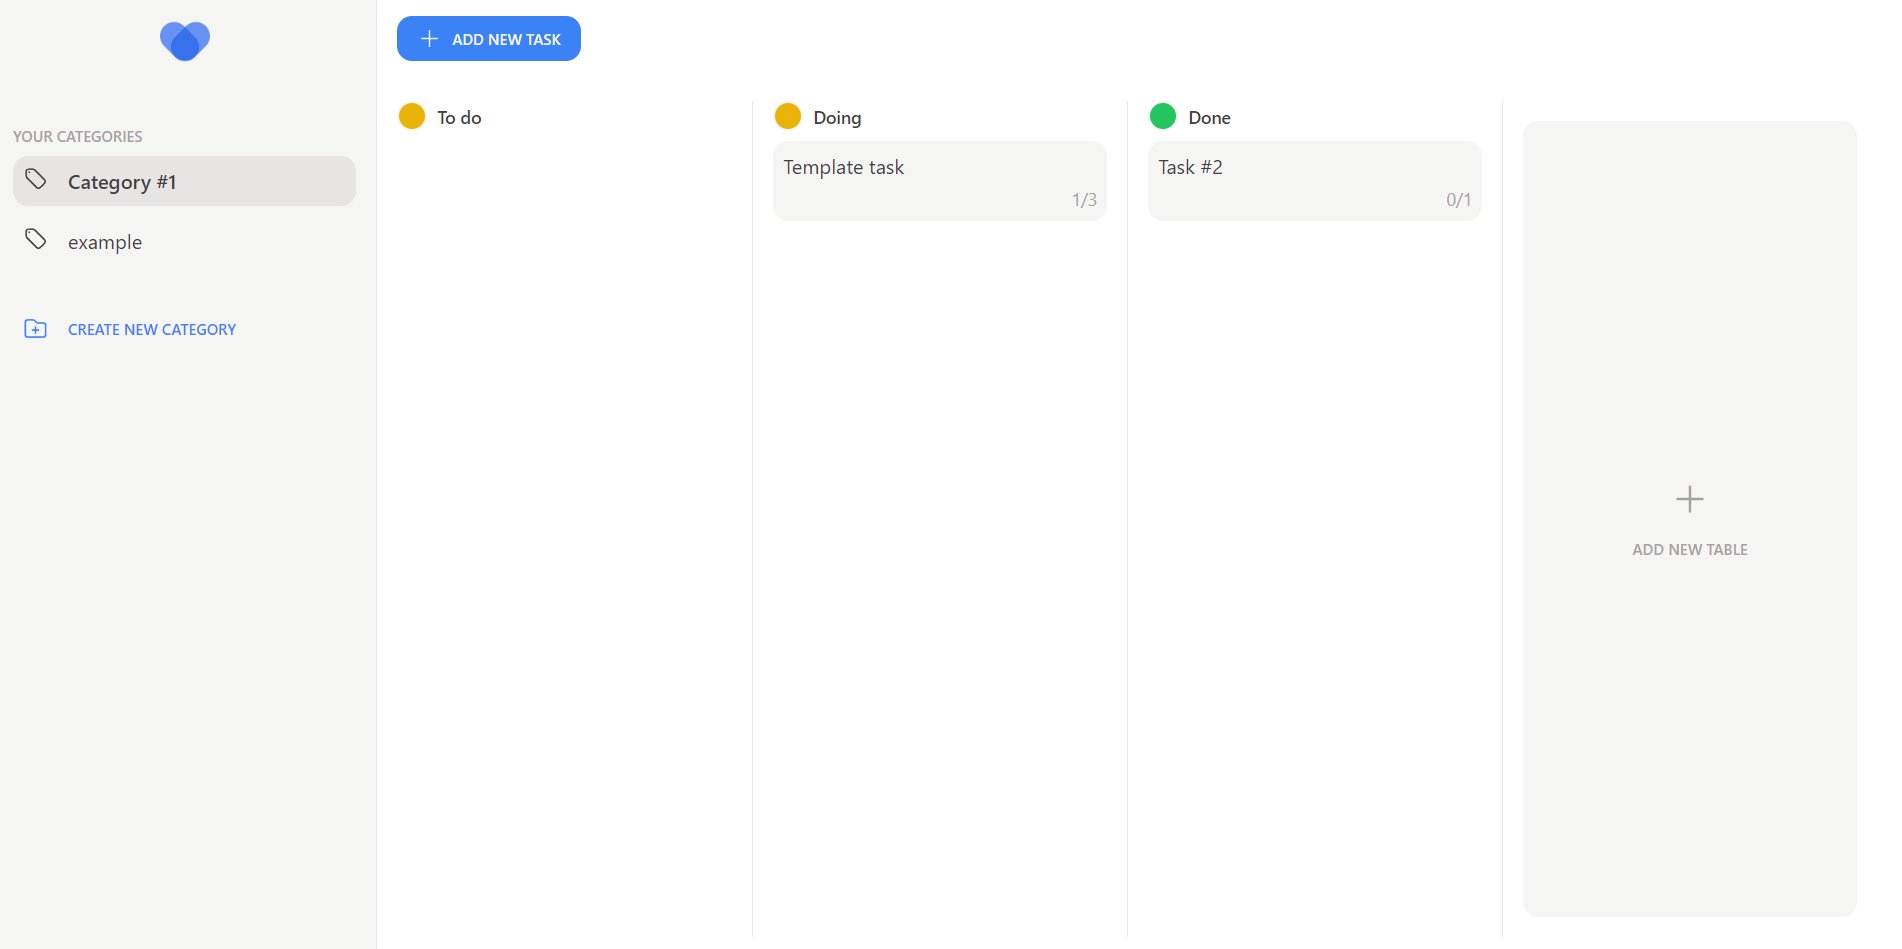 YOUR CATEGORIES
Category #1
example
CREATE NEW CATEGORY
ADD NEW TASK
To do
Doing
Template task
1/3
Done
Task #2
0/1
ADD NEW TABLE